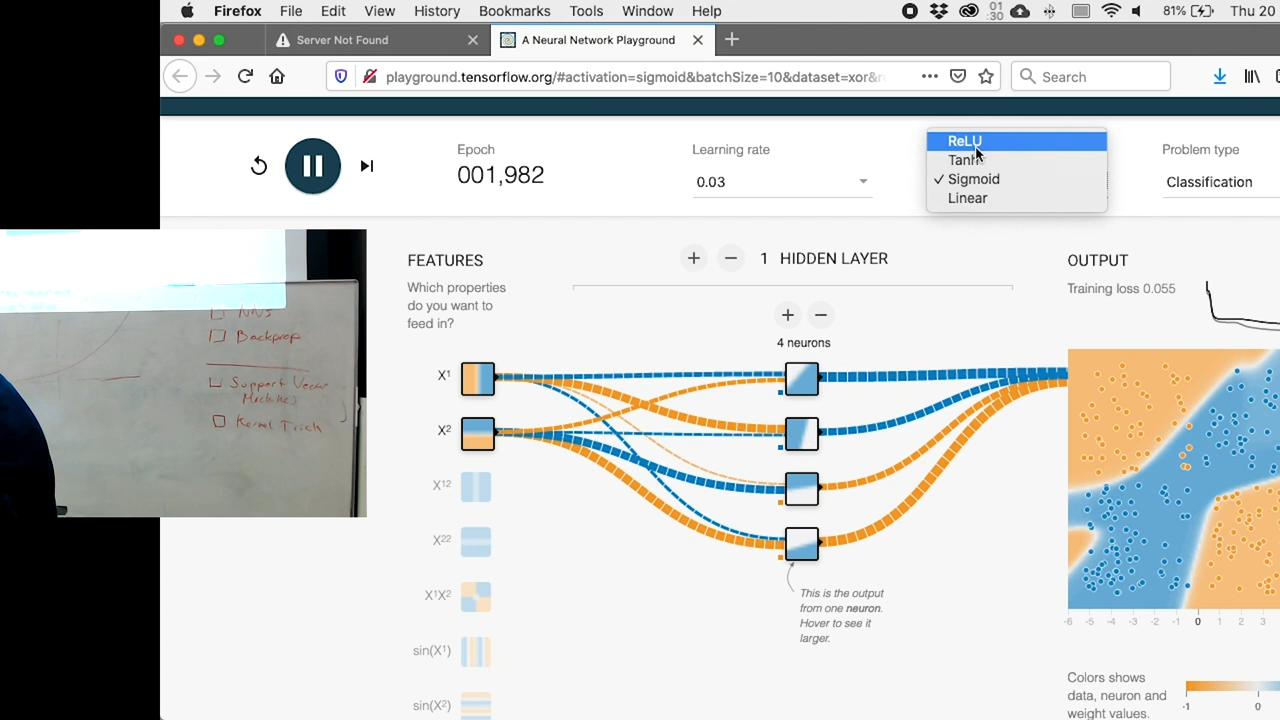 Firefox File Edit View History Bookmarks Tools Window Help 01:30 81% Thu 20
Server Not Found
A Neural Network Playground
playground.tensorflow.org/#activation=sigmoid&batchSize=10&dataset=xor&
Search
Epoch
001,982
Learning rate
0.03
ReLU
Tanh
Sigmoid
Linear
Problem type
Classification
FEATURES
Which properties
do you want to
feed in?
X1
X2
X12
X22
X1X2
sin(X1)
sin(X2)
+ − 1 HIDDEN LAYER
+ −
4 neurons
This is the output
from one neuron.
Hover to see it
larger.
OUTPUT
Training loss 0.055
-6 -5 -4 -3 -2 -1 0 1 2 3
Colors shows
data, neuron and
weight values.
-1 0
NNs
Backprop
Support Vector
Machines
Kernel Trick